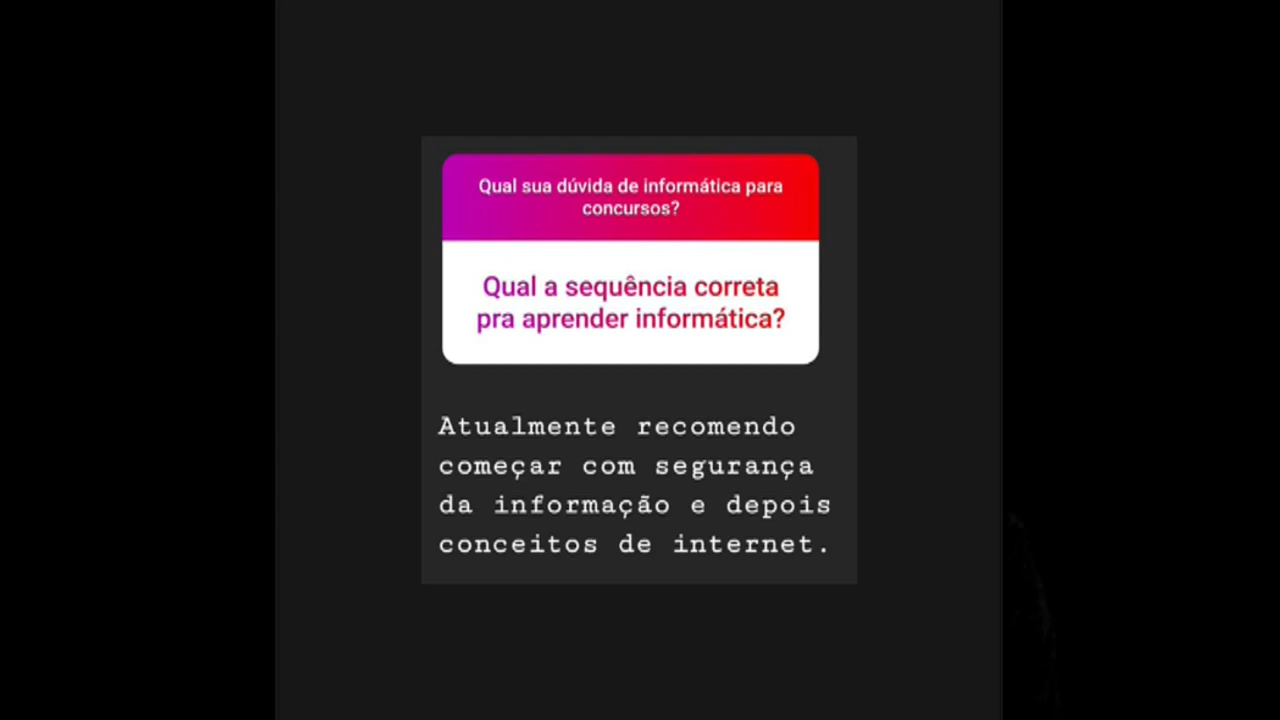 Qual sua dúvida de informática para
concursos?
Qual a sequência correta
pra aprender informática?
Atualmente recomendo
começar com segurança
da informação e depois
conceitos de internet.